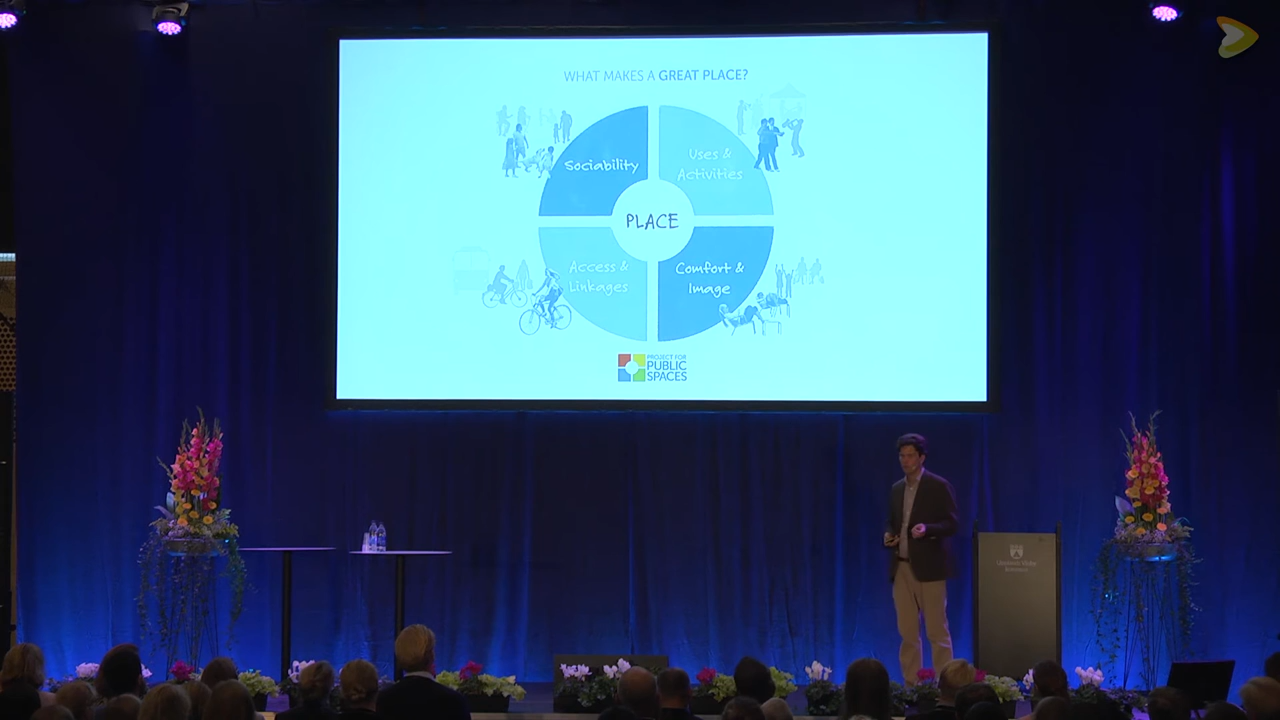 WHAT MAKES A GREAT PLACE?
Sociability
Uses &
Activities
PLACE
Access &
Linkages
Comfort &
Image
PROJECT FOR
PUBLIC
SPACES